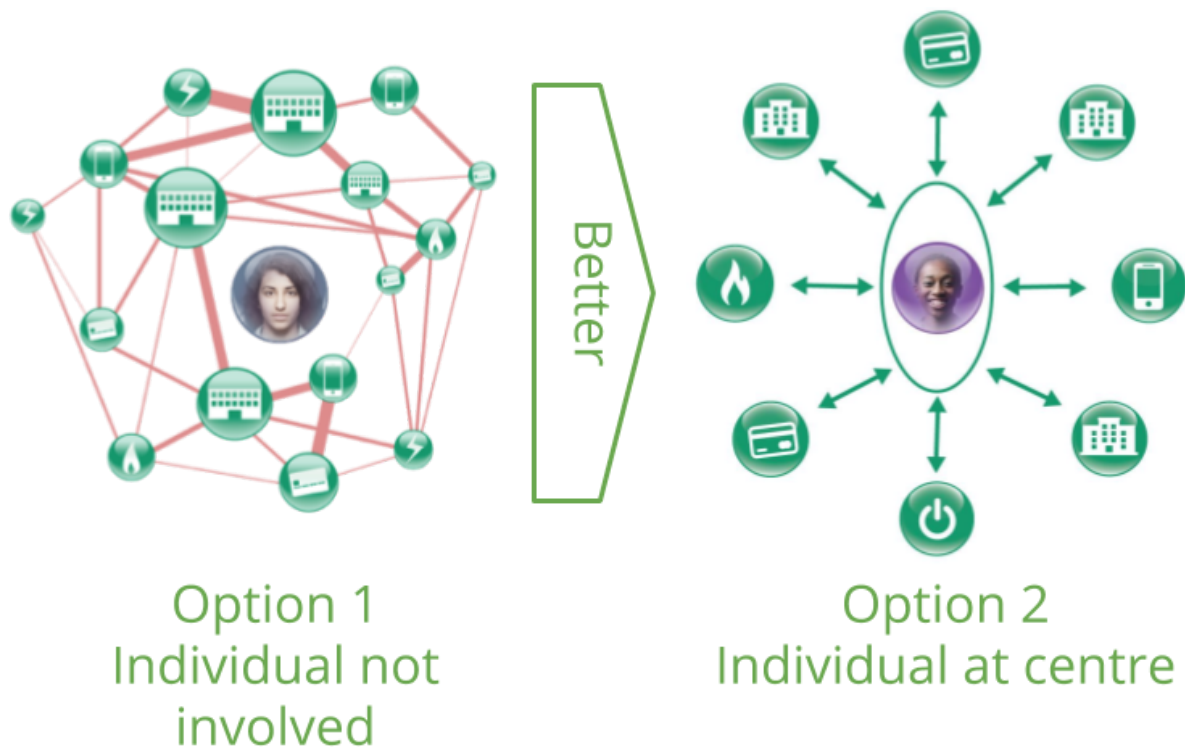 Better
Option 1
Individual not
involved
Option 2
Individual at centre